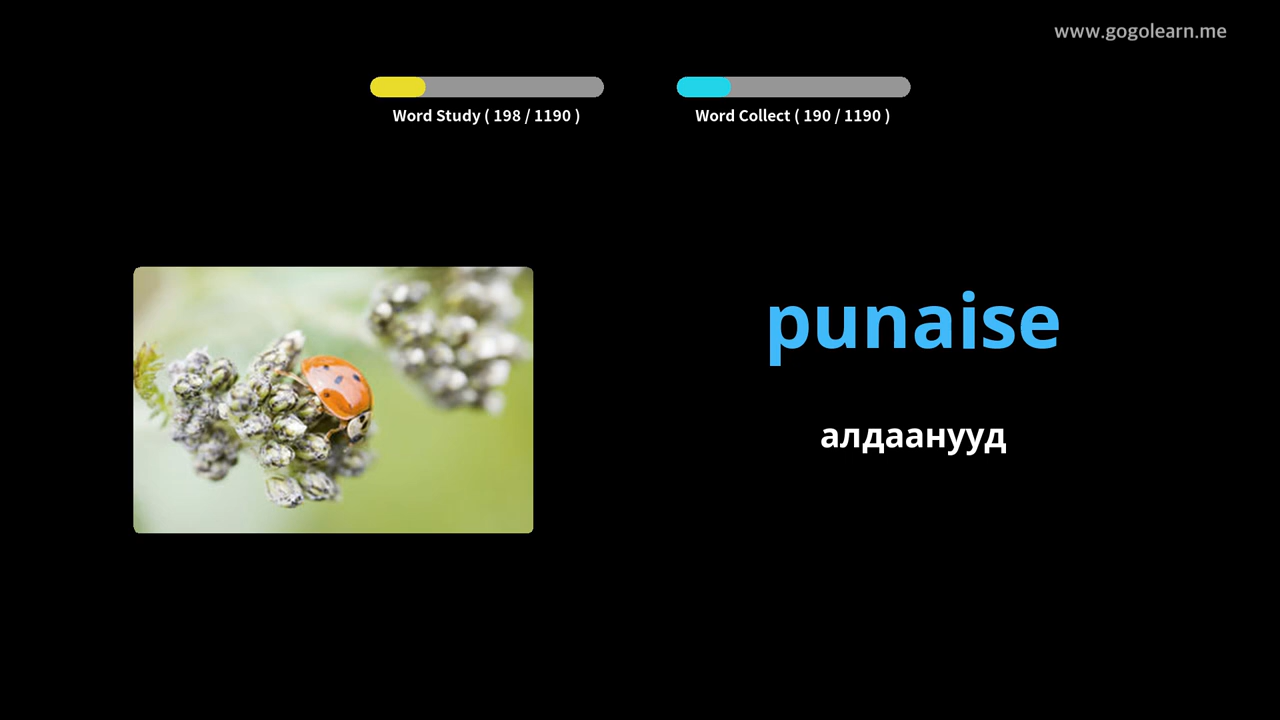 www.gogolearn.me
Word Study ( 198 / 1190 )
Word Collect ( 190 / 1190 )
punaise
алдаанууд